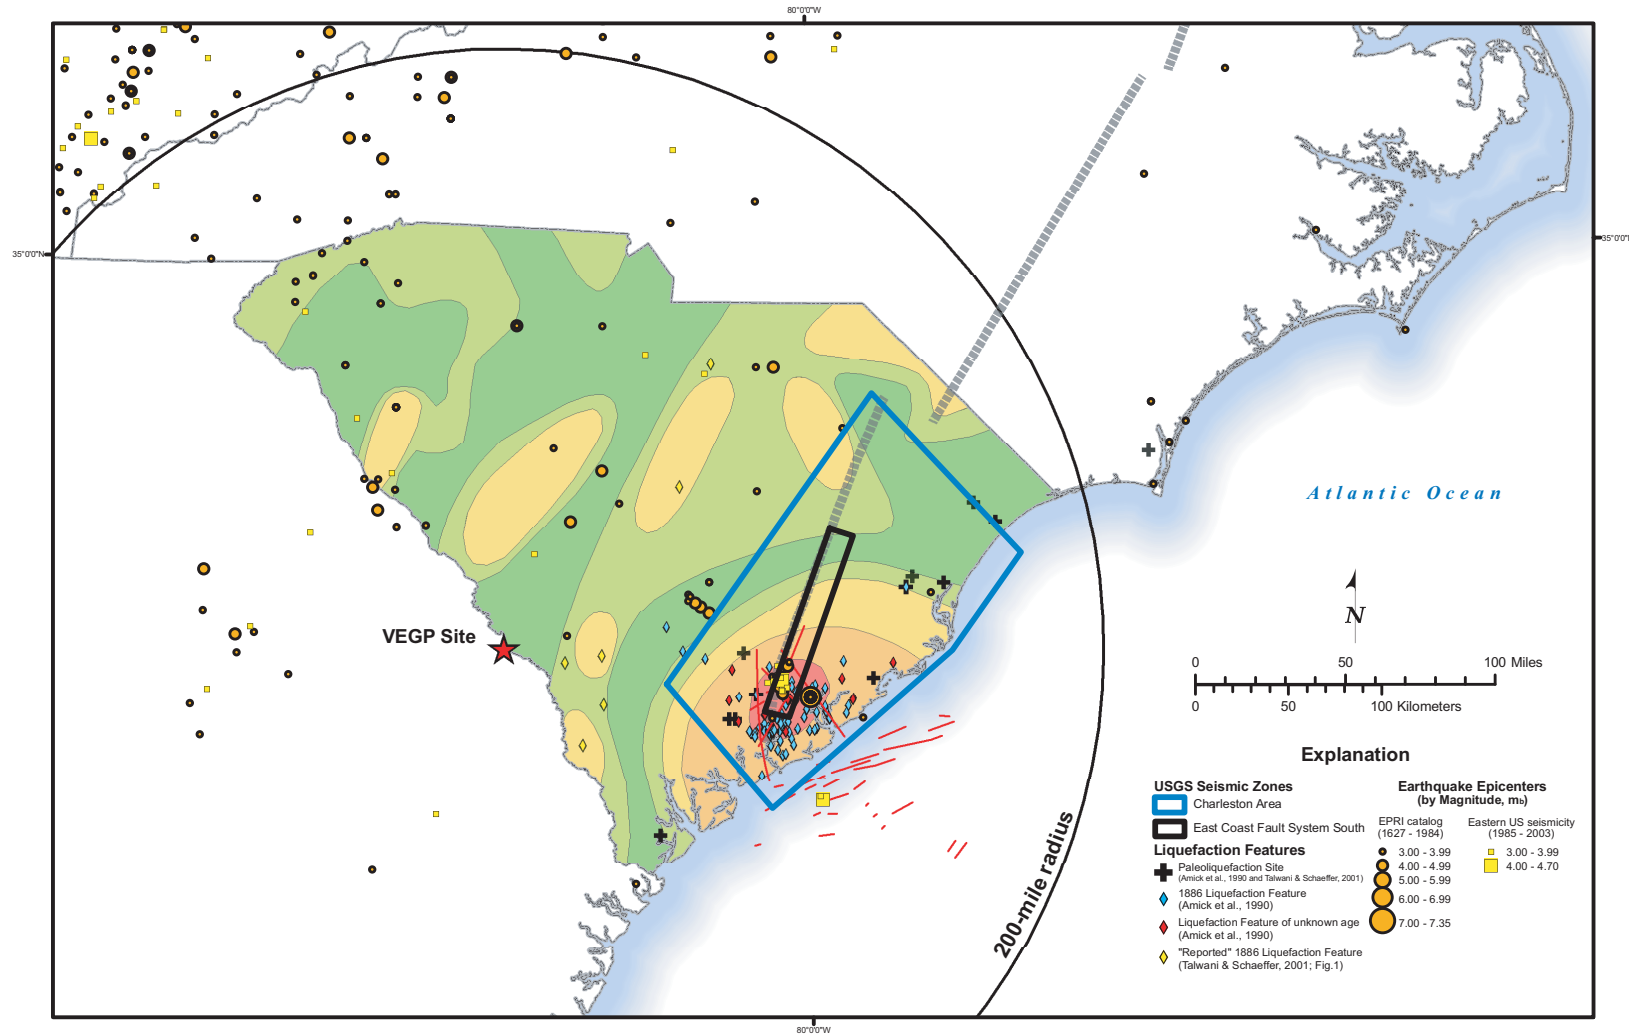 80°0'0"W
35°0'0"N
35°0'0"N
Atlantic Ocean
N
VEGP Site
0 50 100 Miles
0 50 100 Kilometers
200-mile radius
Explanation
USGS Seismic Zones
Charleston Area
East Coast Fault System South
Liquefaction Features
Paleoliquefaction Site
(Amick et al., 1990 and Talwani & Schaeffer, 2001)
1886 Liquefaction Feature
(Amick et al., 1990)
Liquefaction Feature of unknown age
(Amick et al., 1990)
"Reported" 1886 Liquefaction Feature
(Talwani & Schaeffer, 2001; Fig.1)
Earthquake Epicenters
(by Magnitude, mb)
EPRI catalog
(1627 - 1984)
3.00 - 3.99
4.00 - 4.99
5.00 - 5.99
6.00 - 6.99
7.00 - 7.35
Eastern US seismicity
(1985 - 2003)
3.00 - 3.99
4.00 - 4.70
80°0'0"W